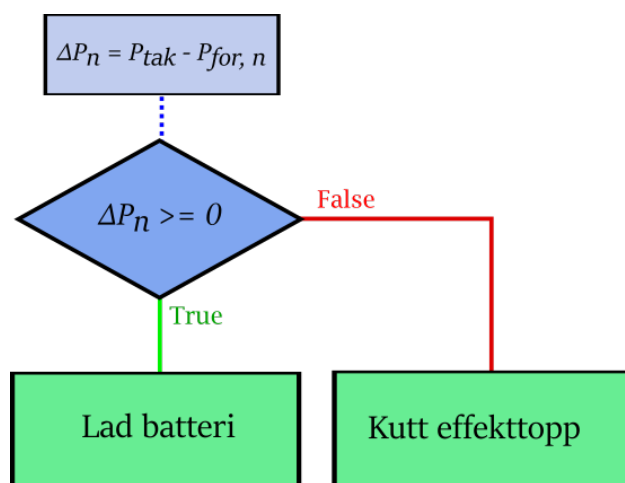 ΔPn = Ptak - Pfor, n
ΔPn >= 0
False
True
Lad batteri
Kutt effekttopp